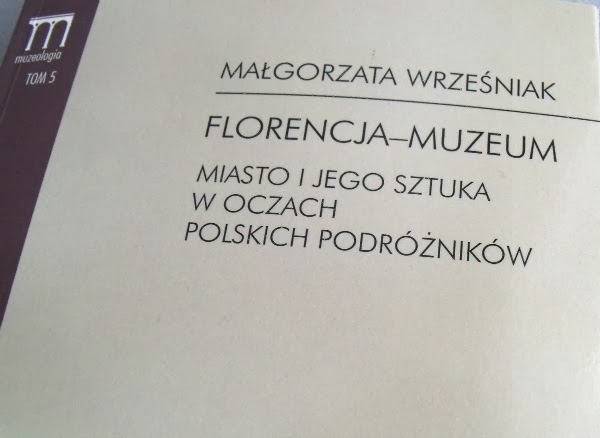 muzeologia
TOM 5
MAŁGORZATA WRZEŚNIAK
FLORENCJA–MUZEUM
MIASTO I JEGO SZTUKA
W OCZACH
POLSKICH PODRÓŻNIKÓW